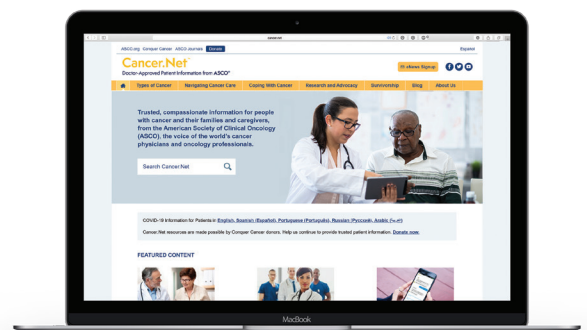 cancer.net
ASCO.org Conquer Cancer ASCO Journals Donate
Español
Cancer.Net
Doctor-Approved Patient Information from ASCO®
eNews Signup
Types of Cancer Navigating Cancer Care Coping With Cancer Research and Advocacy Survivorship Blog About Us
Trusted, compassionate information for people
with cancer and their families and caregivers,
from the American Society of Clinical Oncology
(ASCO), the voice of the world's cancer
physicians and oncology professionals.
Search Cancer.Net
COVID-19 Information for Patients in English, Spanish (Español), Portuguese (Português), Russian (Русский), Arabic (عربي)
Cancer.Net resources are made possible by Conquer Cancer donors. Help us continue to provide trusted patient information. Donate now.
FEATURED CONTENT
MacBook